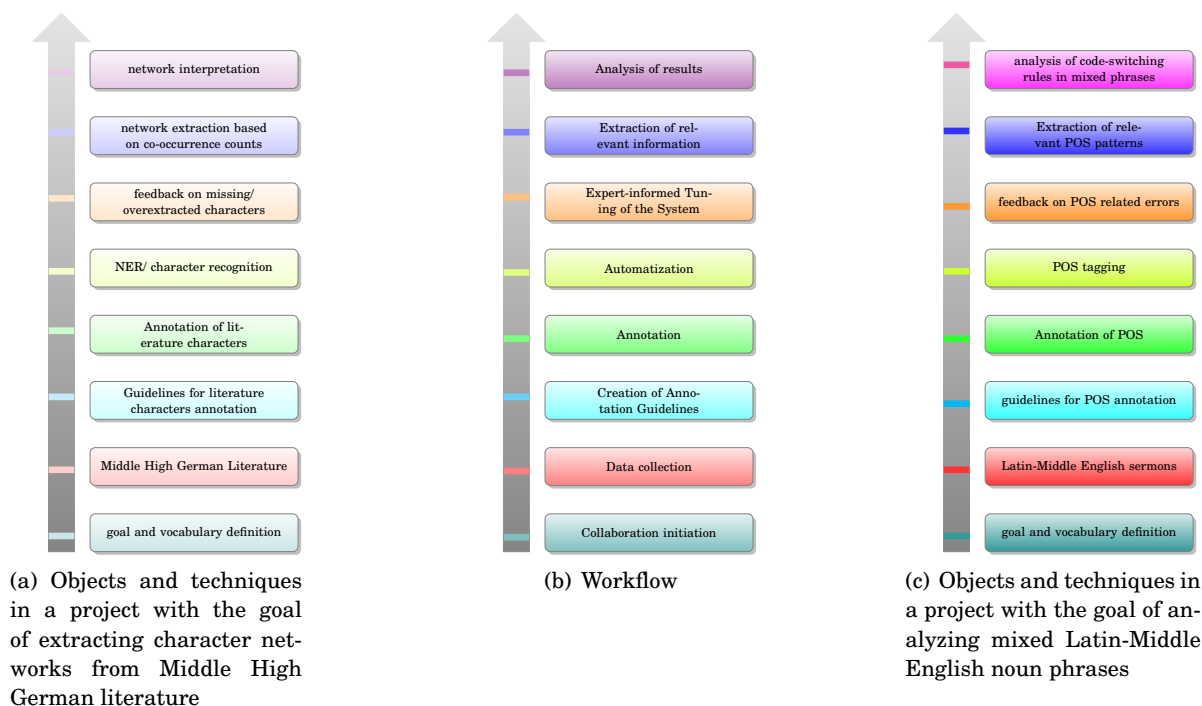 network interpretation
network extraction based
on co-occurrence counts
feedback on missing/
overextracted characters
NER/ character recognition
Annotation of lit-
erature characters
Guidelines for literature
characters annotation
Middle High German Literature
goal and vocabulary definition
(a) Objects and techniques
in a project with the goal
of extracting character net-
works from Middle High
German literature
Analysis of results
Extraction of rel-
evant information
Expert-informed Tun-
ing of the System
Automatization
Annotation
Creation of Anno-
tation Guidelines
Data collection
Collaboration initiation
(b) Workflow
analysis of code-switching
rules in mixed phrases
Extraction of rele-
vant POS patterns
feedback on POS related errors
POS tagging
Annotation of POS
guidelines for POS annotation
Latin-Middle English sermons
goal and vocabulary definition
(c) Objects and techniques in
a project with the goal of an-
alyzing mixed Latin-Middle
English noun phrases